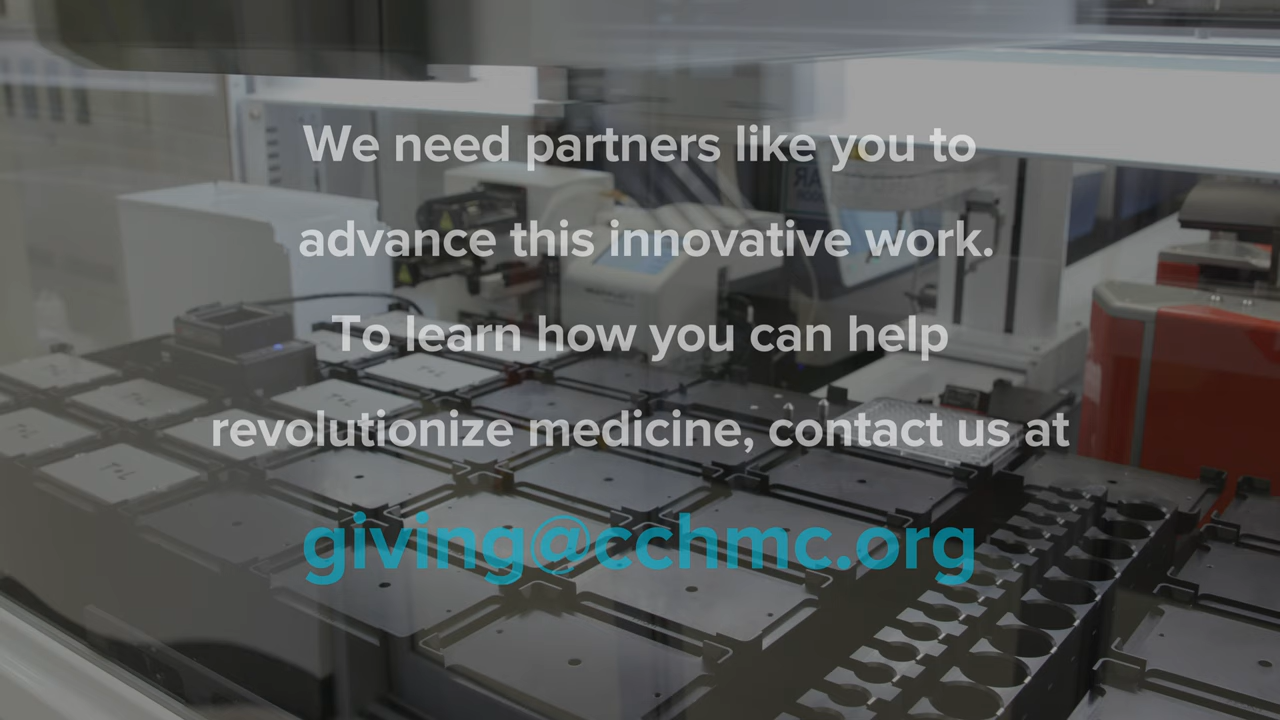 We need partners like you to
advance this innovative work.
To learn how you can help
revolutionize medicine, contact us at
giving@cchmc.org
T+L
T+L
T+L
T+L